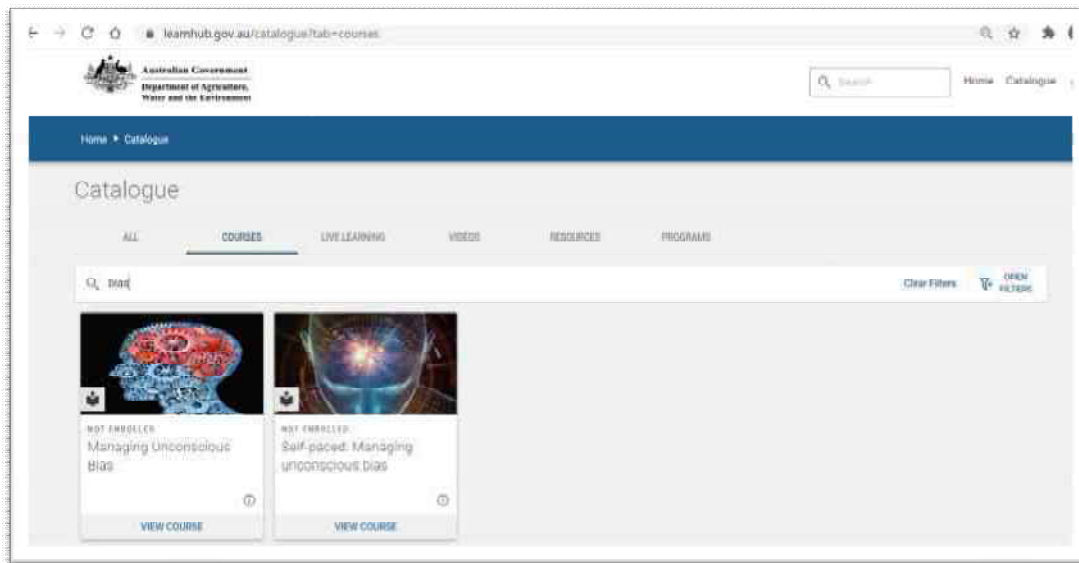 learnhub.gov.au/catalogue?tab=courses
Australian Government
Department of Agriculture,
Water and the Environment
Search
Home Catalogue
Home Catalogue
Catalogue
ALL COURSES LIVE LEARNING VIDEOS RESOURCES PROGRAMS
bias
Clear Filters
OPEN
FILTERS
NOT ENROLLED
Managing Unconscious
Bias
VIEW COURSE
NOT ENROLLED
Self-paced: Managing
unconscious bias
VIEW COURSE